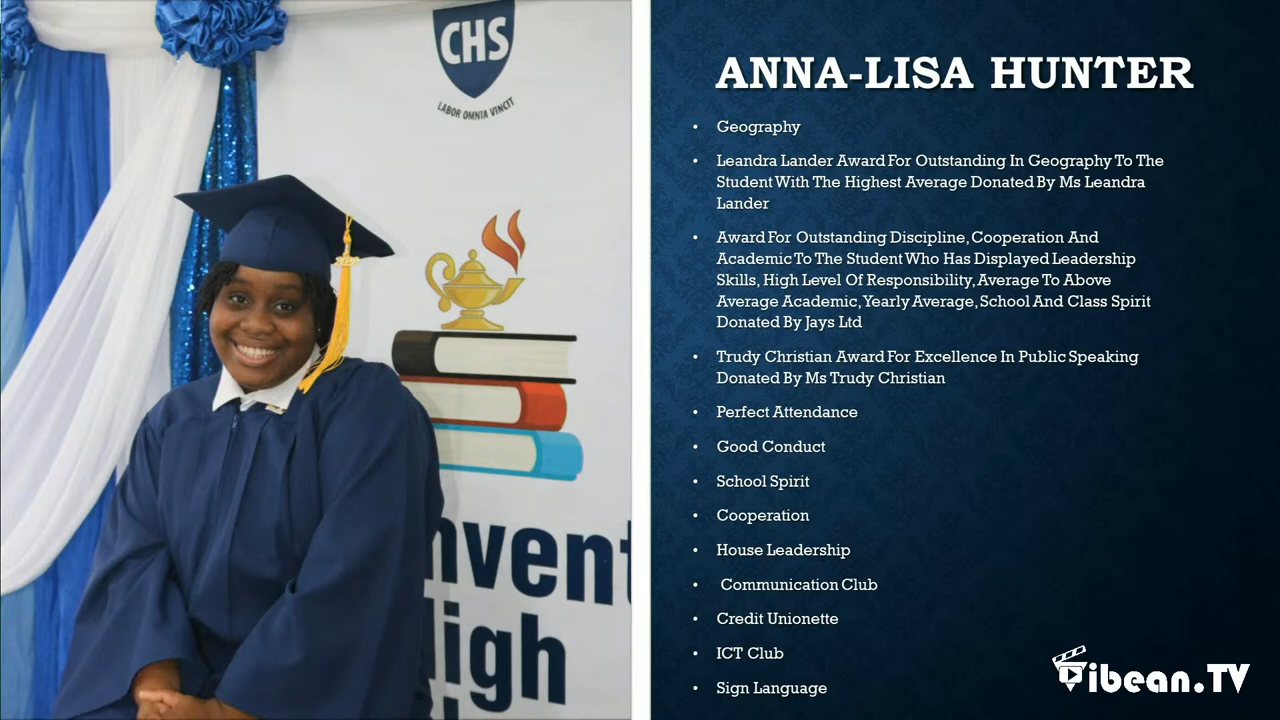 CHS
LABOR OMNIA VINCIT
nvent
High
ANNA-LISA HUNTER
• Geography
• Leandra Lander Award For Outstanding In Geography To The
Student With The Highest Average Donated By Ms Leandra
Lander
• Award For Outstanding Discipline, Cooperation And
Academic To The Student Who Has Displayed Leadership
Skills, High Level Of Responsibility, Average To Above
Average Academic, Yearly Average, School And Class Spirit
Donated By Jays Ltd
• Trudy Christian Award For Excellence In Public Speaking
Donated By Ms Trudy Christian
• Perfect Attendance
• Good Conduct
• School Spirit
• Cooperation
• House Leadership
• Communication Club
• Credit Unionette
• ICT Club
• Sign Language
Vibean.TV